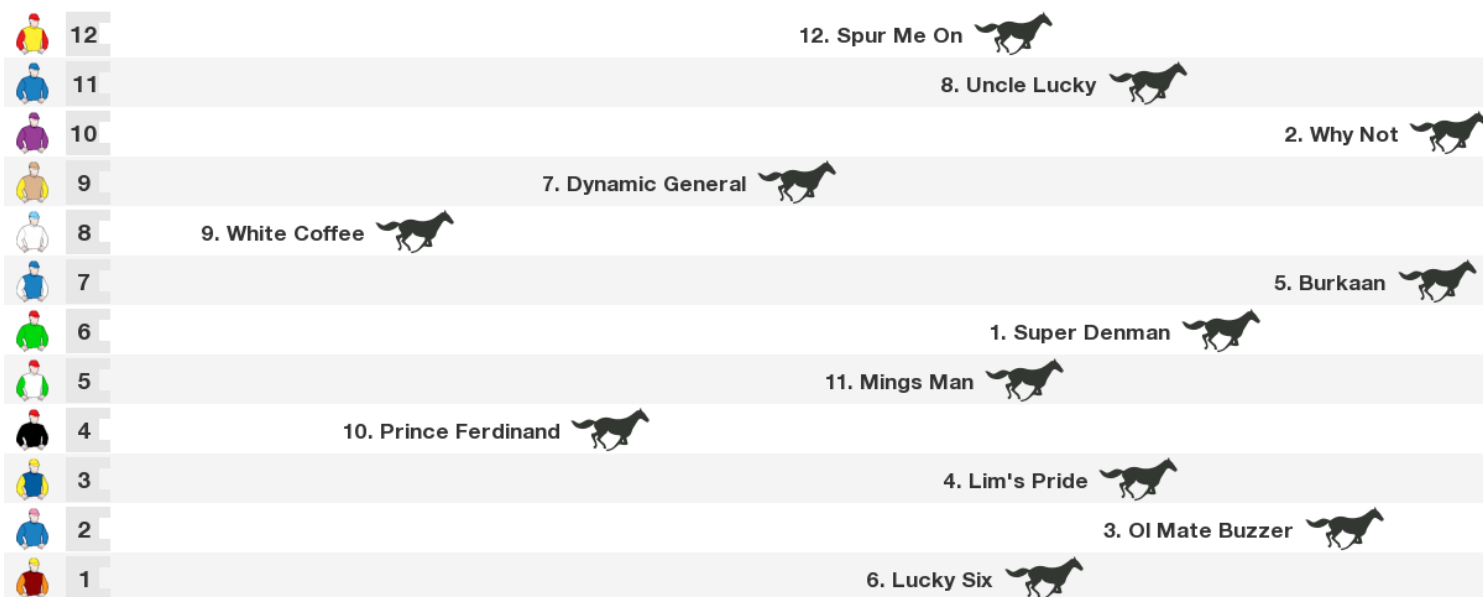 12 12. Spur Me On
11 8. Uncle Lucky
10 2. Why Not
9 7. Dynamic General
8 9. White Coffee
7 5. Burkaan
6 1. Super Denman
5 11. Mings Man
4 10. Prince Ferdinand
3 4. Lim's Pride
2 3. Ol Mate Buzzer
1 6. Lucky Six